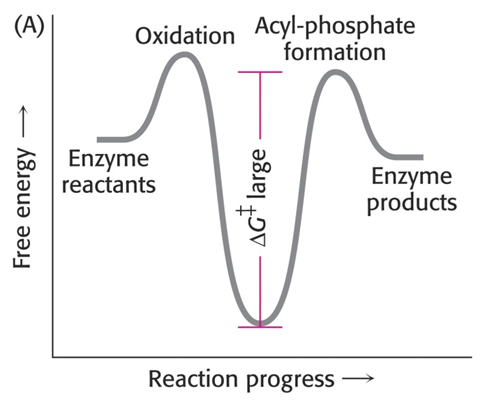 (A)
Oxidation
Acyl-phosphate
formation
Enzyme
reactants
ΔG‡ large
Enzyme
products
Free energy →
Reaction progress →